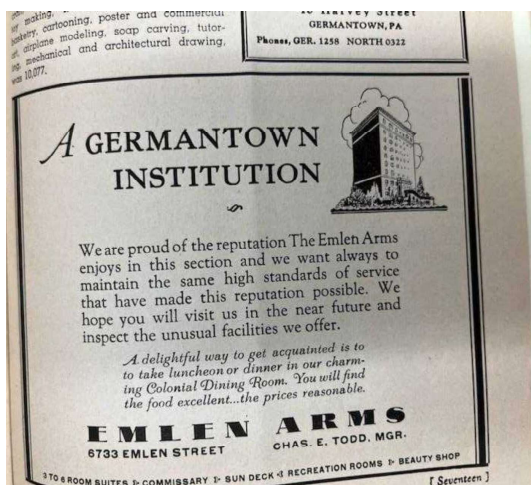 making,
basketry, cartooning, poster and commercial
art, airplane modeling, soap carving, tutor-
ing, mechanical and architectural drawing,
was 10,077.
Harvey Street
GERMANTOWN, PA
Phones, GER. 1258 NORTH 0322
A GERMANTOWN
INSTITUTION
We are proud of the reputation The Emlen Arms
enjoys in this section and we want always to
maintain the same high standards of service
that have made this reputation possible. We
hope you will visit us in the near future and
inspect the unusual facilities we offer.
A delightful way to get acquainted is to
to take luncheon or dinner in our charm-
ing Colonial Dining Room. You will find
the food excellent...the prices reasonable.
EMLEN ARMS
6733 EMLEN STREET CHAS. E. TODD, MGR.
3 TO 6 ROOM SUITES COMMISSARY SUN DECK RECREATION ROOMS BEAUTY SHOP
[ Seventeen ]